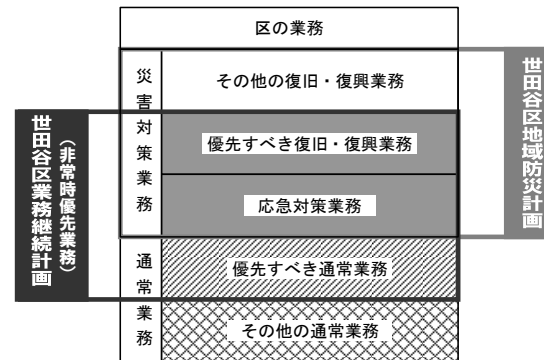 区の業務
災害対策業務
その他の復旧・復興業務
優先すべき復旧・復興業務
応急対策業務
通常業務
優先すべき通常業務
その他の通常業務
世田谷区業務継続計画
（非常時優先業務）
世田谷区地域防災計画